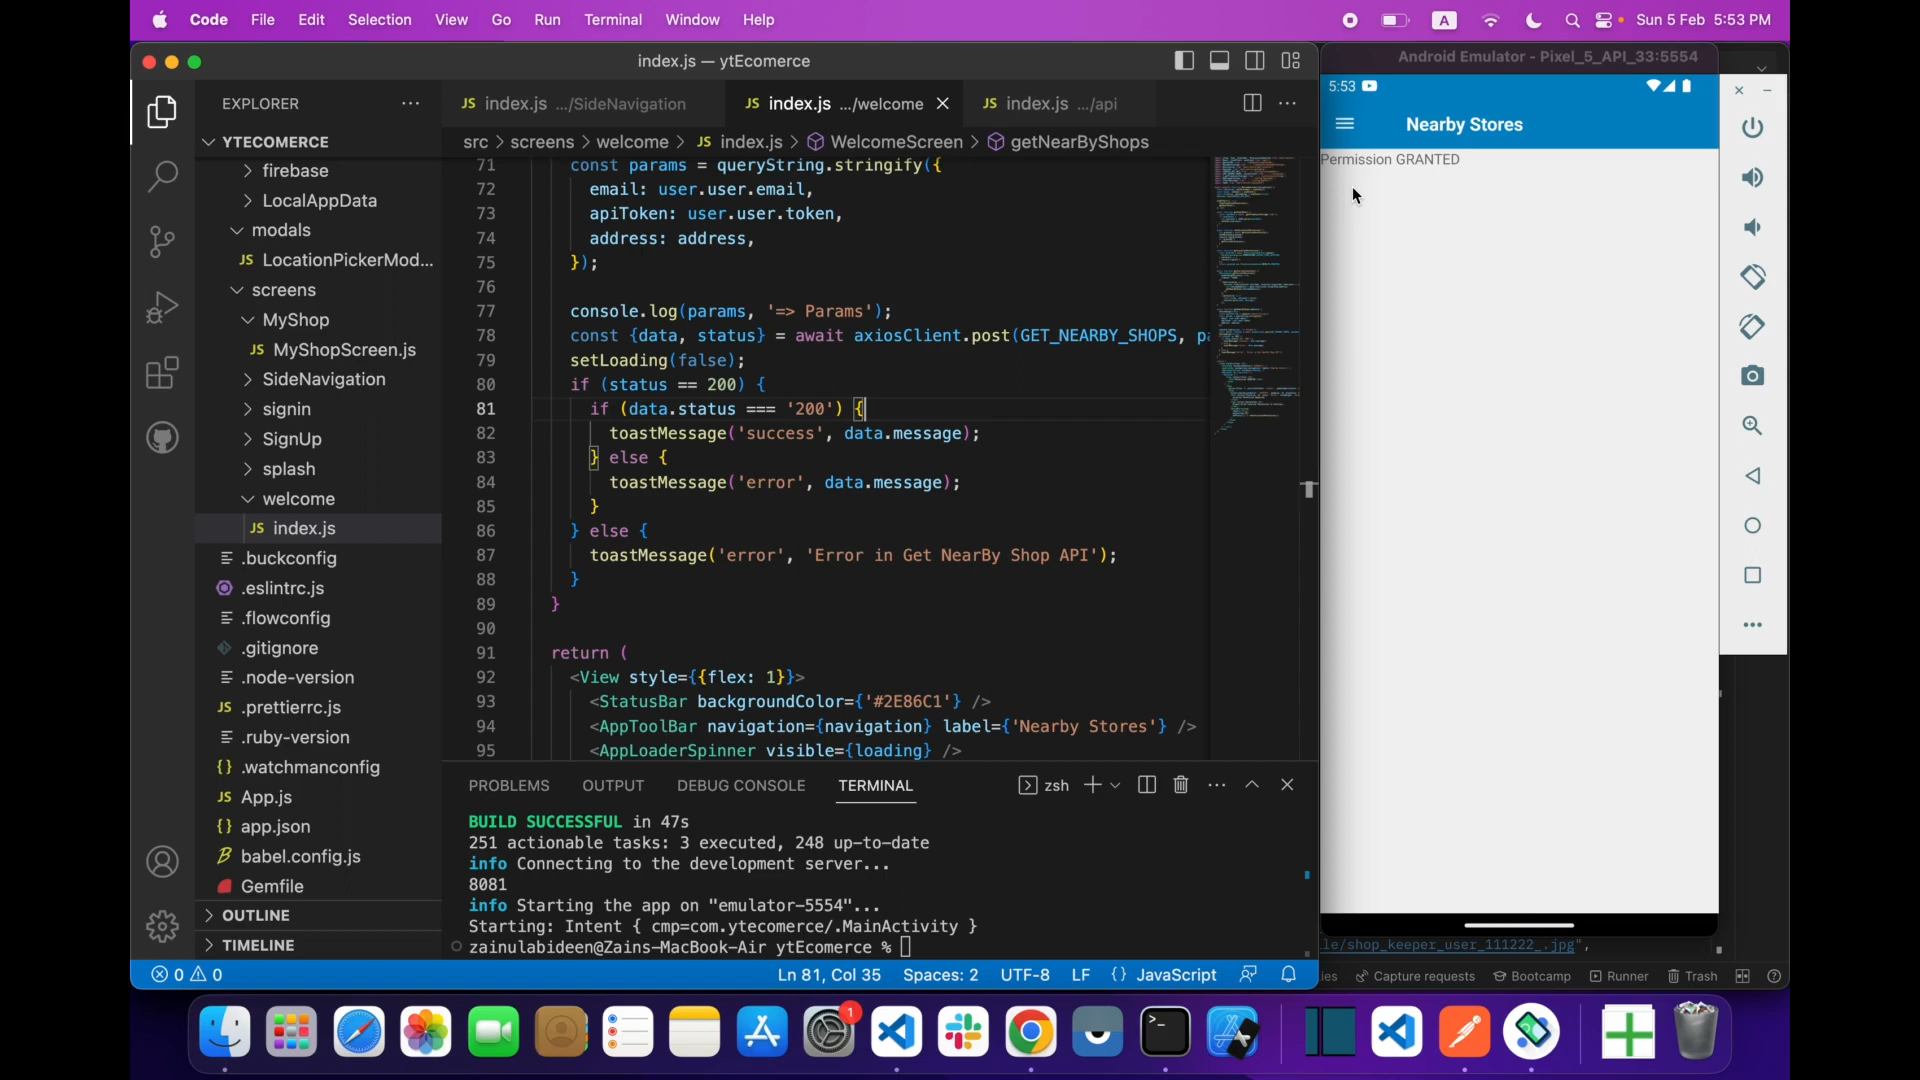 Code File Edit Selection View Go Run Terminal Window Help
A Sun 5 Feb 5:53 PM
index.js — ytEcomerce
Android Emulator - Pixel_5_API_33:5554
EXPLORER
YTECOMERCE
firebase
LocalAppData
modals
JS LocationPickerMod...
screens
MyShop
JS MyShopScreen.js
SideNavigation
signin
SignUp
splash
welcome
JS index.js
.buckconfig
.eslintrc.js
.flowconfig
.gitignore
.node-version
JS .prettierrc.js
.ruby-version
{} .watchmanconfig
JS App.js
{} app.json
babel.config.js
Gemfile
OUTLINE
TIMELINE
JS index.js .../SideNavigation JS index.js .../welcome JS index.js .../api
src > screens > welcome > JS index.js > WelcomeScreen > getNearByShops
71 const params = queryString.stringify({
72 email: user.user.email,
73 apiToken: user.user.token,
74 address: address,
75 });
76
77 console.log(params, '=> Params');
78 const {data, status} = await axiosClient.post(GET_NEARBY_SHOPS, pa
79 setLoading(false);
80 if (status == 200) {
81 if (data.status === '200') {
82 toastMessage('success', data.message);
83 } else {
84 toastMessage('error', data.message);
85 }
86 } else {
87 toastMessage('error', 'Error in Get NearBy Shop API');
88 }
89 }
90
91 return (
92 <View style={{flex: 1}}>
93 <StatusBar backgroundColor={'#2E86C1'} />
94 <AppToolBar navigation={navigation} label={'Nearby Stores'} />
95 <AppLoaderSpinner visible={loading} />
PROBLEMS OUTPUT DEBUG CONSOLE TERMINAL zsh
BUILD SUCCESSFUL in 47s
251 actionable tasks: 3 executed, 248 up-to-date
info Connecting to the development server...
8081
info Starting the app on "emulator-5554"...
Starting: Intent { cmp=com.ytecomerce/.MainActivity }
zainulabideen@Zains-MacBook-Air ytEcomerce %
0 0 Ln 81, Col 35 Spaces: 2 UTF-8 LF {} JavaScript
5:53
Nearby Stores
Permission GRANTED
le/shop_keeper_user_111222_.jpg",
ies Capture requests Bootcamp Runner Trash
1